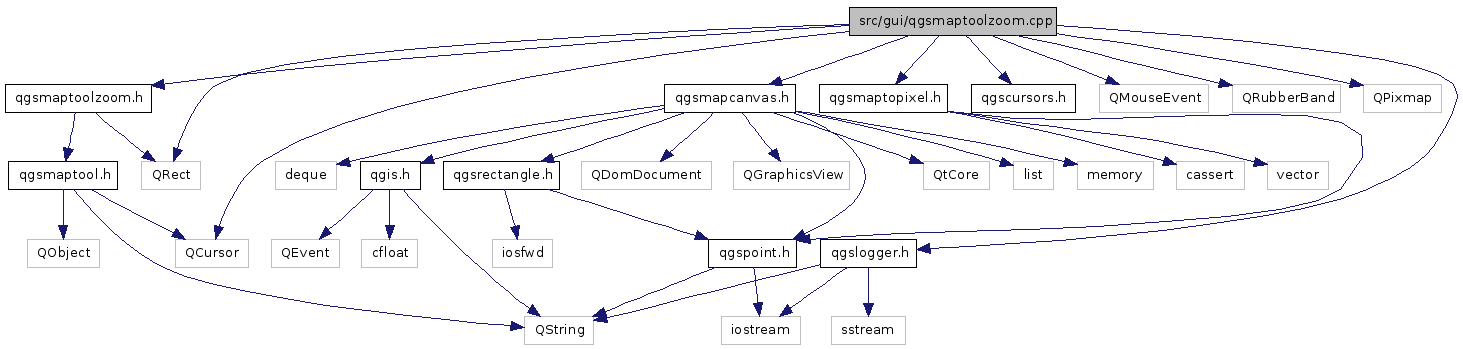 src/gui/qgsmaptoolzoom.cpp
qgsmaptoolzoom.h
qgsmapcanvas.h
qgsmaptopixel.h
qgscursors.h
QMouseEvent
QRubberBand
QPixmap
qgsmaptool.h
QRect
deque
qgis.h
qgsrectangle.h
QDomDocument
QGraphicsView
QtCore
list
memory
cassert
vector
QObject
QCursor
QEvent
cfloat
iosfwd
qgspoint.h
qgslogger.h
QString
iostream
sstream